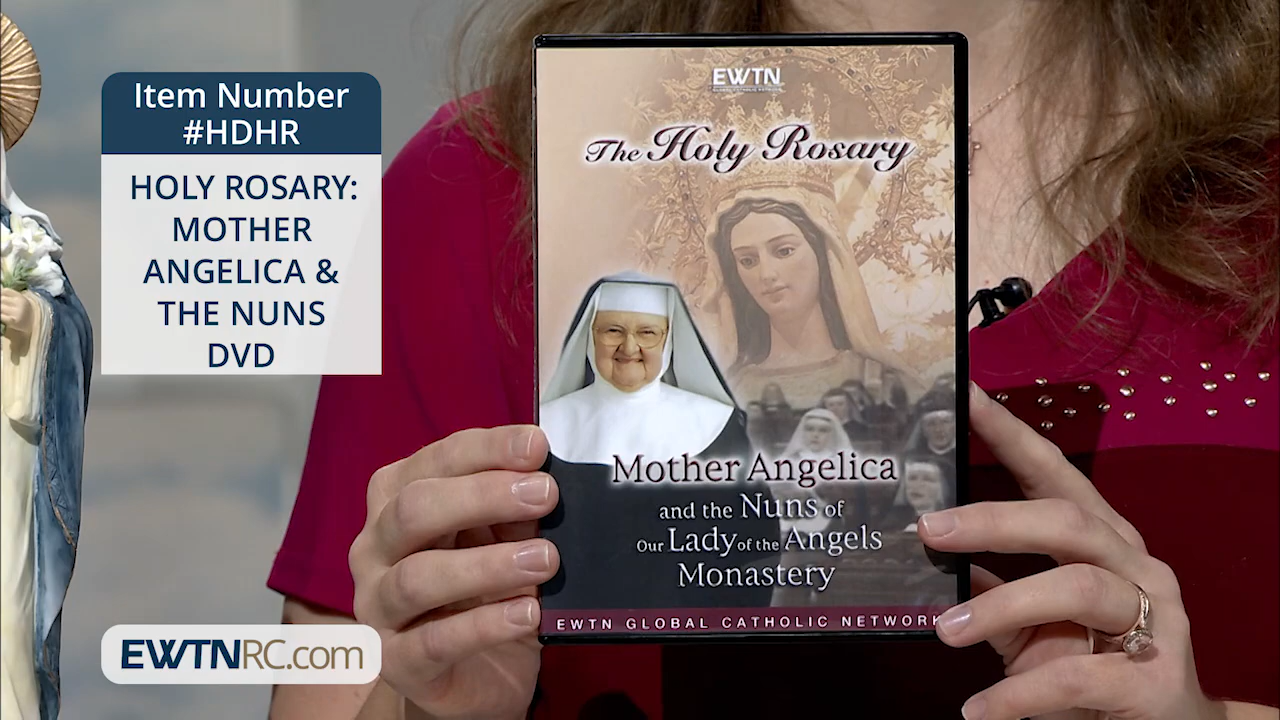 Item Number
#HDHR
HOLY ROSARY:
MOTHER
ANGELICA &
THE NUNS
DVD
EWTNRC.com
EWTN
The Holy Rosary
Mother Angelica
and the Nuns of
Our Lady of the Angels
Monastery
EWTN GLOBAL CATHOLIC NETWORK